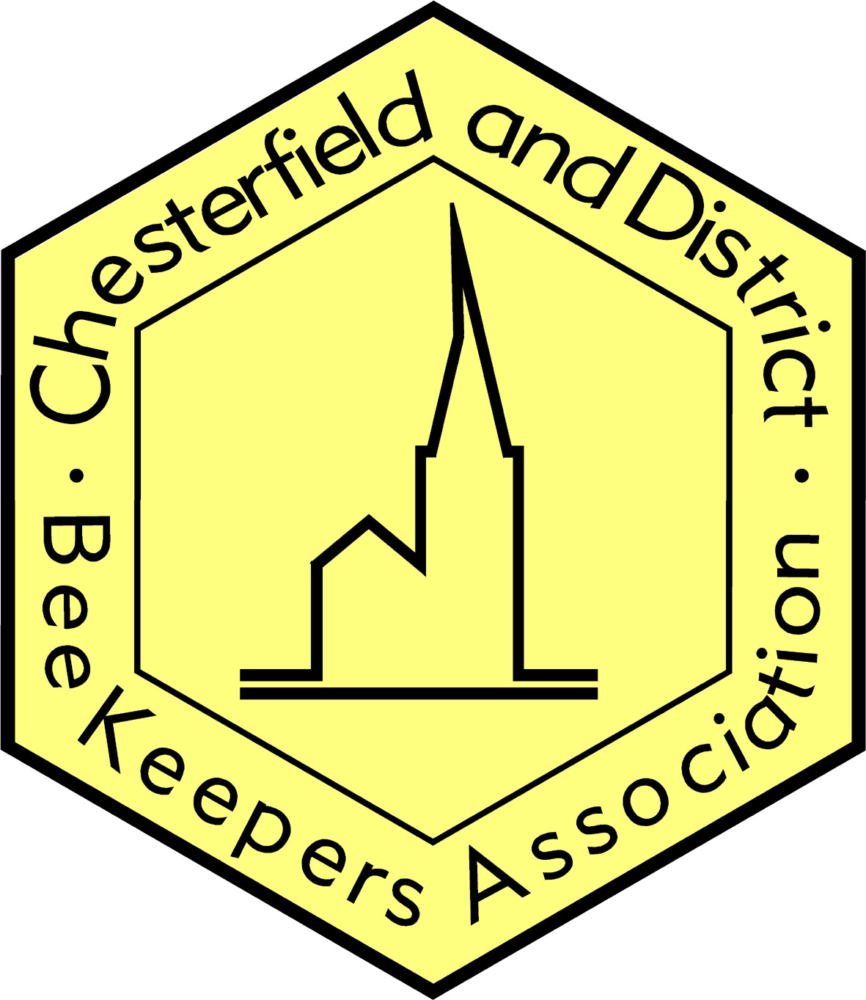 Chesterfield and District
· Bee Keepers Association ·